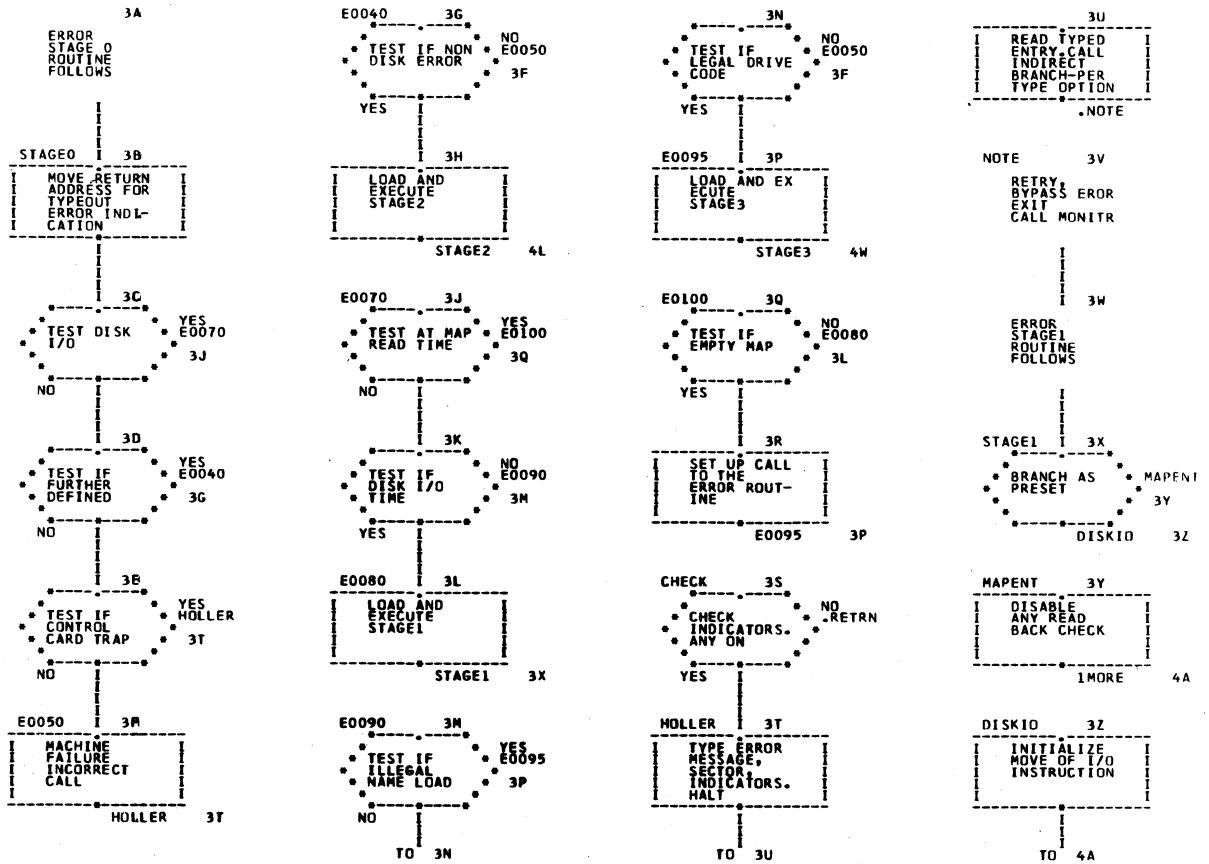 3A
ERROR
STAGE 0
ROUTINE
FOLLOWS
STAGE0 3B
MOVE RETURN
ADDRESS FOR
TYPEOUT
ERROR INDI-
CATION
3C
TEST DISK
I/O
YES
E0070
3J
NO
3D
TEST IF
FURTHER
DEFINED
YES
E0040
3G
NO
3E
TEST IF
CONTROL
CARD TRAP
YES
HOLLER
3T
NO
E0050 3F
MACHINE
FAILURE
INCORRECT
CALL
HOLLER 3T
E0040 3G
TEST IF NON
DISK ERROR
NO
E0050
3F
YES
3H
LOAD AND
EXECUTE
STAGE2
STAGE2 4L
E0070 3J
TEST AT MAP
READ TIME
YES
E0100
3Q
NO
3K
TEST IF
DISK I/O
TIME
NO
E0090
3M
YES
E0080 3L
LOAD AND
EXECUTE
STAGE1
STAGE1 3X
E0090 3M
TEST IF
ILLEGAL
NAME LOAD
YES
E0095
3P
NO
TO 3N
3N
TEST IF
LEGAL DRIVE
CODE
NO
E0050
3F
YES
E0095 3P
LOAD AND EX
ECUTE
STAGE3
STAGE3 4W
E0100 3Q
TEST IF
EMPTY MAP
NO
E0080
3L
YES
3R
SET UP CALL
TO THE
ERROR ROUT-
INE
E0095 3P
CHECK 3S
CHECK
INDICATORS.
ANY ON
NO
.RETRN
YES
HOLLER 3T
TYPE ERROR
MESSAGE,
SECTOR,
INDICATORS.
HALT
TO 3U
3U
READ TYPED
ENTRY.CALL
INDIRECT
BRANCH-PER
TYPE OPTION
.NOTE
NOTE 3V
RETRY,
BYPASS EROR
EXIT
CALL MONITR
3W
ERROR
STAGE1
ROUTINE
FOLLOWS
STAGE1 3X
BRANCH AS
PRESET
MAPENT
3Y
DISKIO 3Z
MAPENT 3Y
DISABLE
ANY READ
BACK CHECK
1MORE 4A
DISKIO 3Z
INITIALIZE
MOVE OF I/O
INSTRUCTION
TO 4A